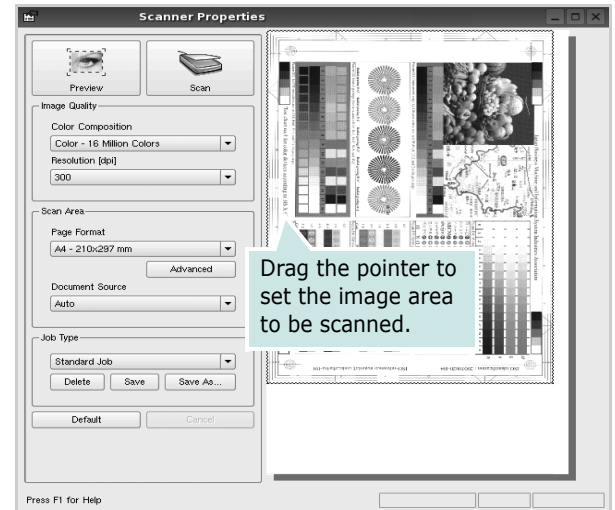 Scanner Properties
Preview
Scan
Image Quality
Color Composition
Color - 16 Million Colors
Resolution [dpi]
300
Scan Area
Page Format
A4 - 210x297 mm
Advanced
Document Source
Auto
Job Type
Standard Job
Delete
Save
Save As...
Default
Cancel
Drag the pointer to
set the image area
to be scanned.
Press F1 for Help